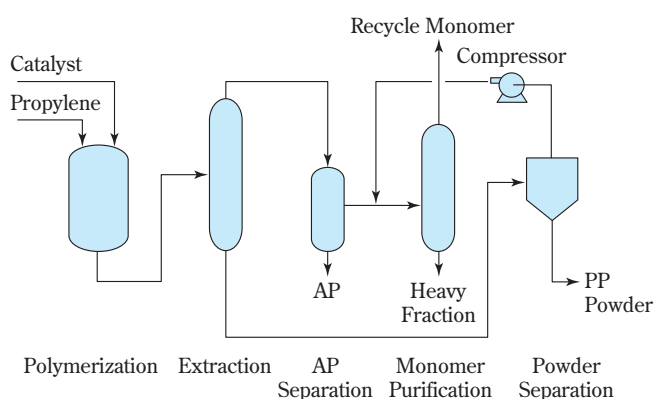 Recycle Monomer
Compressor
Catalyst
Propylene
AP
Heavy
Fraction
PP
Powder
Polymerization
Extraction
AP
Separation
Monomer
Purification
Powder
Separation